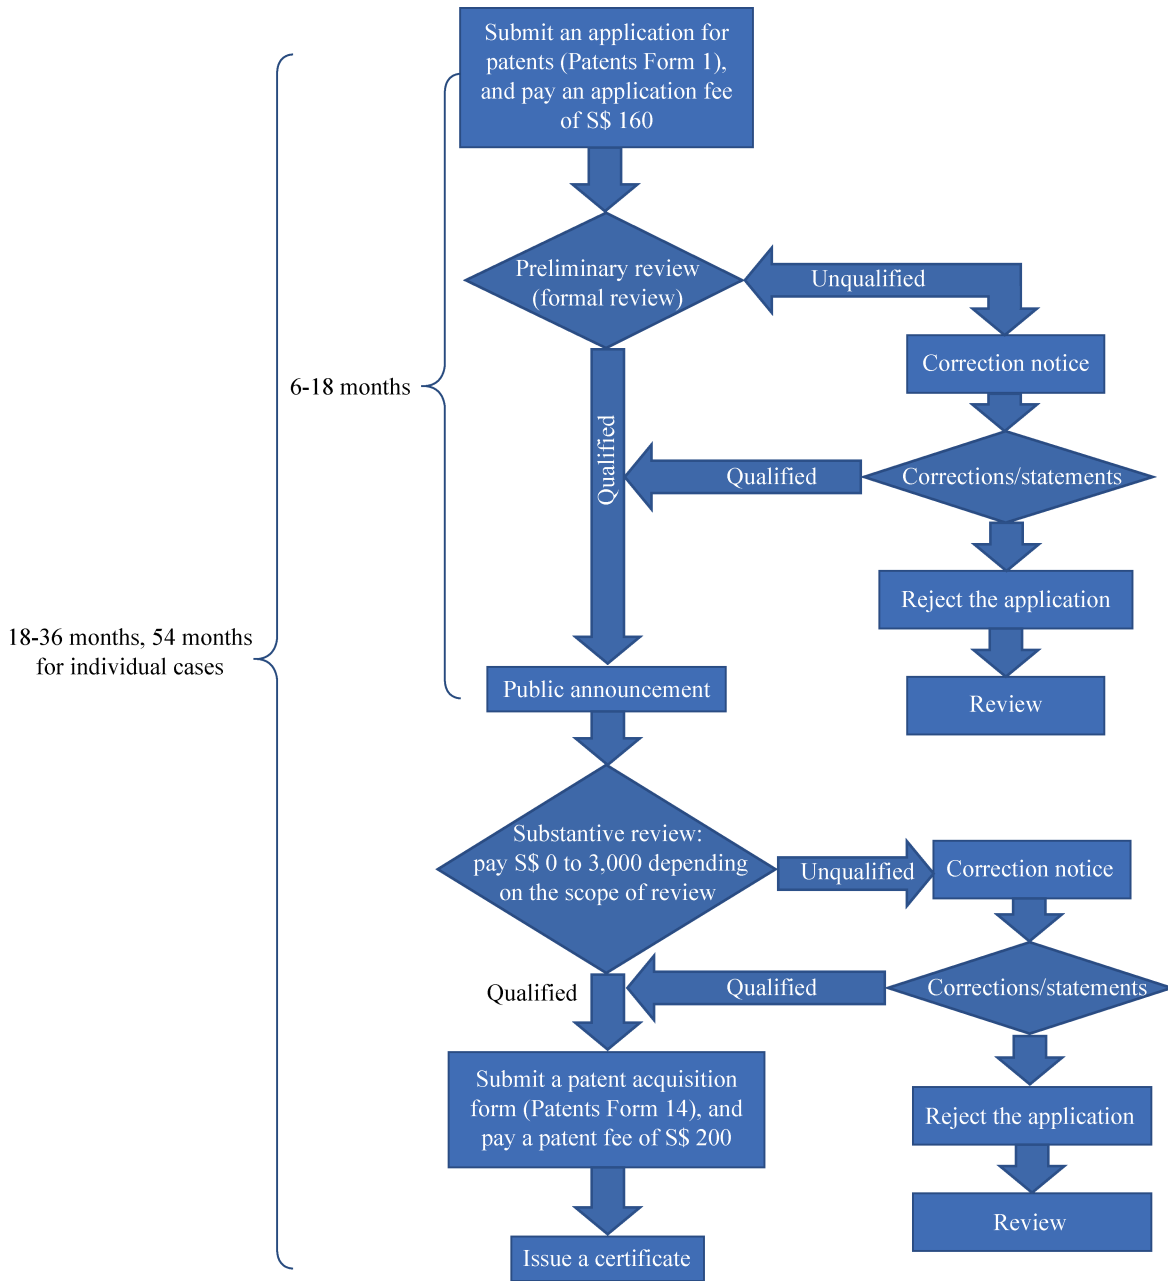 Submit an application for
patents (Patents Form 1),
and pay an application fee
of S$ 160
Preliminary review
(formal review)
Unqualified
Correction notice
6-18 months
Qualified
Qualified
Corrections/statements
Reject the application
18-36 months, 54 months
for individual cases
Public announcement
Review
Substantive review:
pay S$ 0 to 3,000 depending
on the scope of review
Unqualified
Correction notice
Qualified
Qualified
Corrections/statements
Submit a patent acquisition
form (Patents Form 14), and
pay a patent fee of S$ 200
Reject the application
Review
Issue a certificate